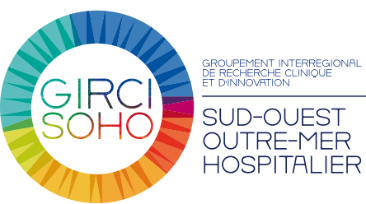 GIRCI
SOHO
GROUPEMENT INTERREGIONAL
DE RECHERCHE CLINIQUE
ET D'INNOVATION
SUD-OUEST
OUTRE-MER
HOSPITALIER